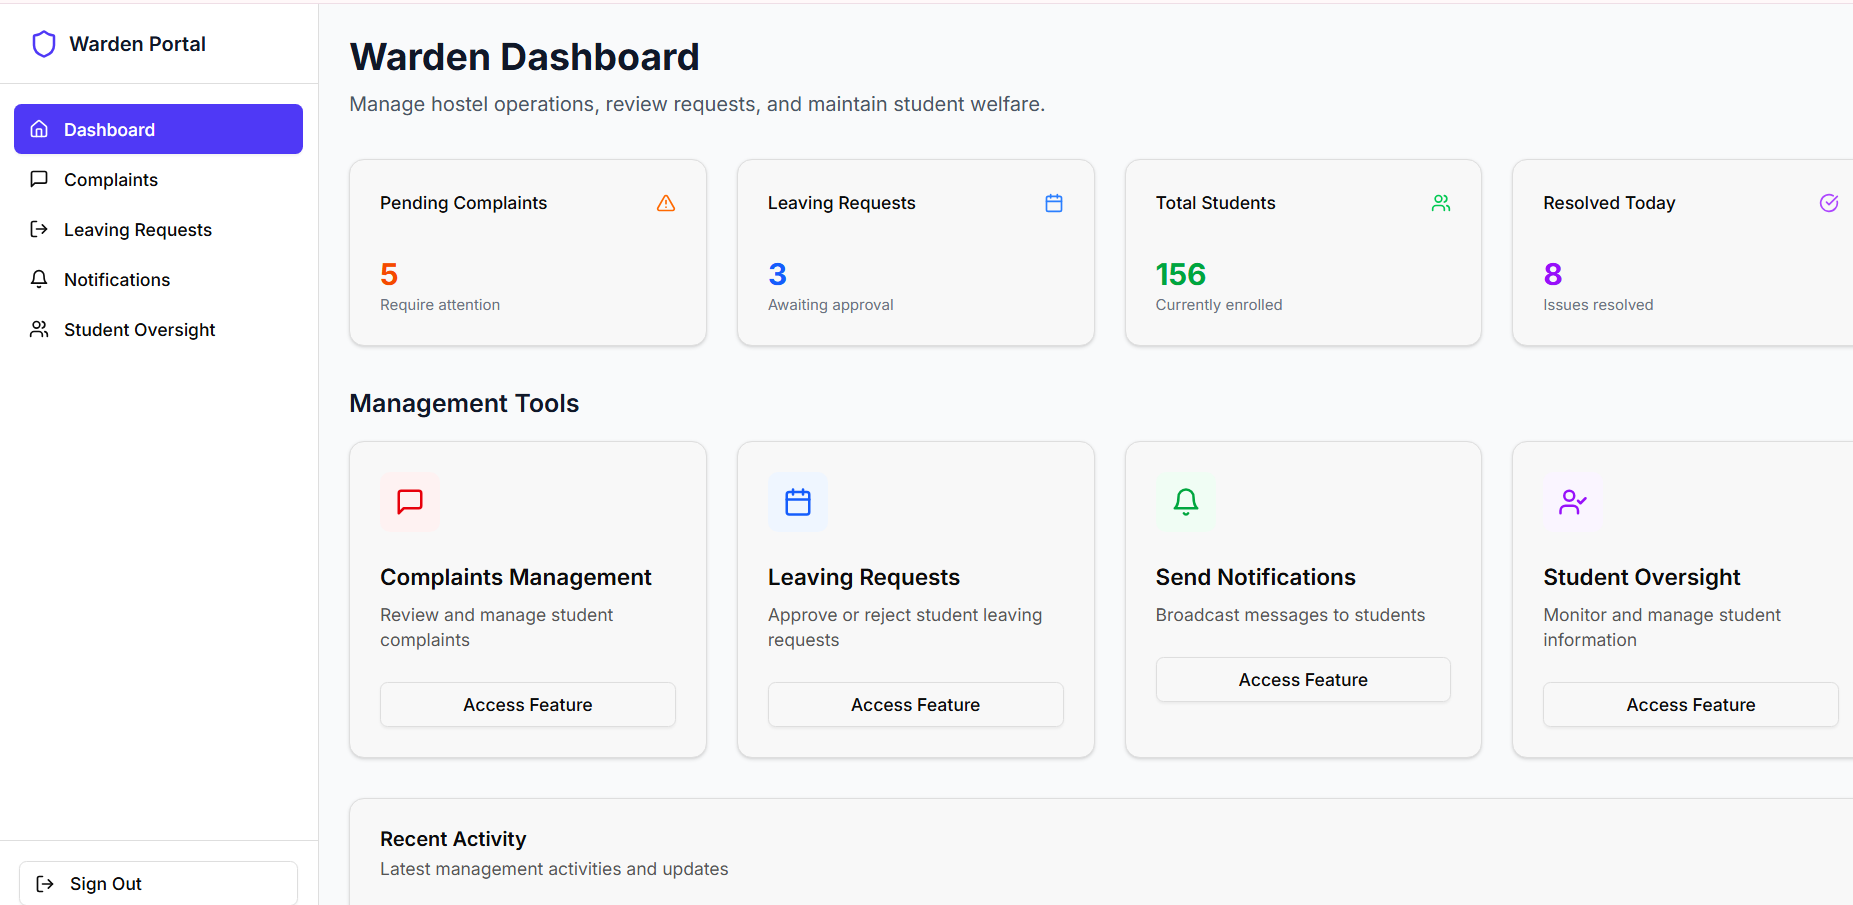 Warden Portal
Dashboard
Complaints
Leaving Requests
Notifications
Student Oversight
Sign Out
Warden Dashboard
Manage hostel operations, review requests, and maintain student welfare.
Pending Complaints
5
Require attention
Leaving Requests
3
Awaiting approval
Total Students
156
Currently enrolled
Resolved Today
8
Issues resolved
Management Tools
Complaints Management
Review and manage student
complaints
Access Feature
Leaving Requests
Approve or reject student leaving
requests
Access Feature
Send Notifications
Broadcast messages to students
Access Feature
Student Oversight
Monitor and manage student
information
Access Feature
Recent Activity
Latest management activities and updates